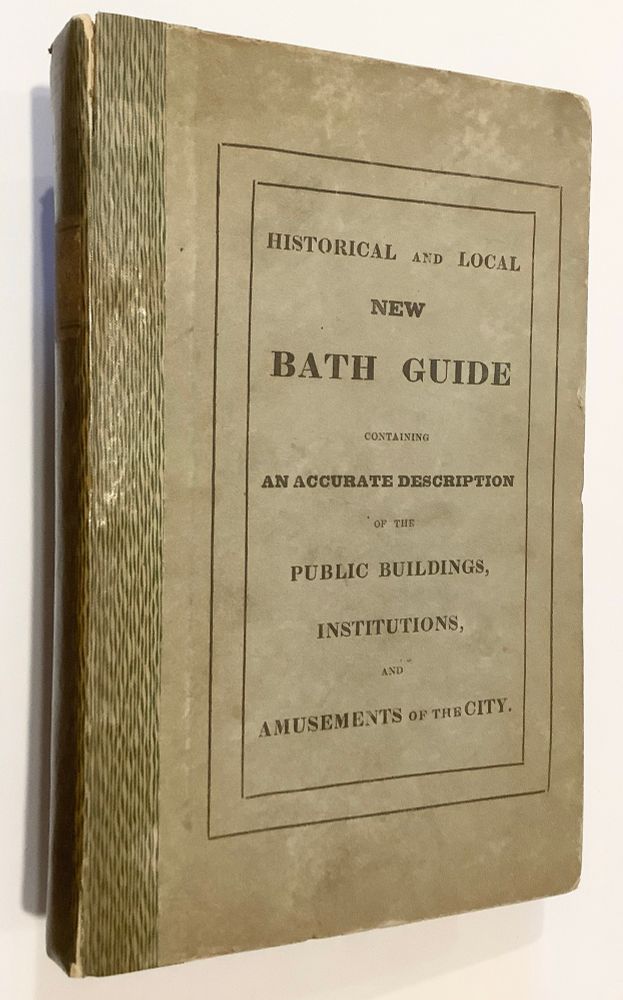 HISTORICAL AND LOCAL
NEW
BATH GUIDE
CONTAINING
AN ACCURATE DESCRIPTION
OF THE
PUBLIC BUILDINGS,
INSTITUTIONS,
AND
AMUSEMENTS OF THE CITY.